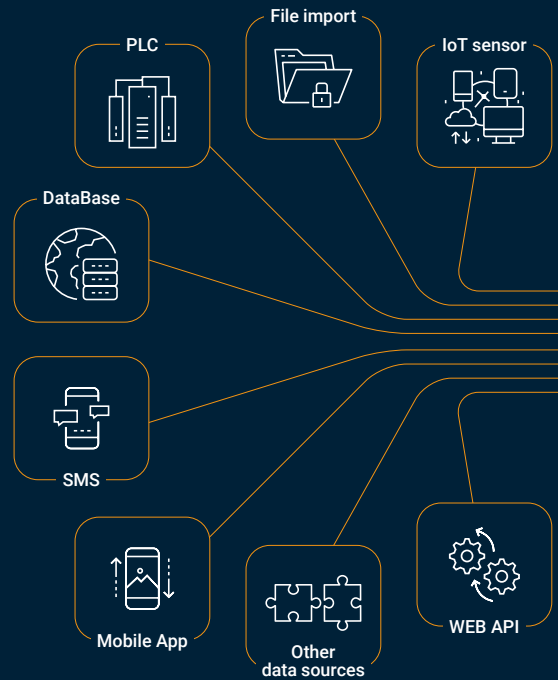 File import
PLC
IoT sensor
DataBase
SMS
Mobile App
Other
data sources
WEB API